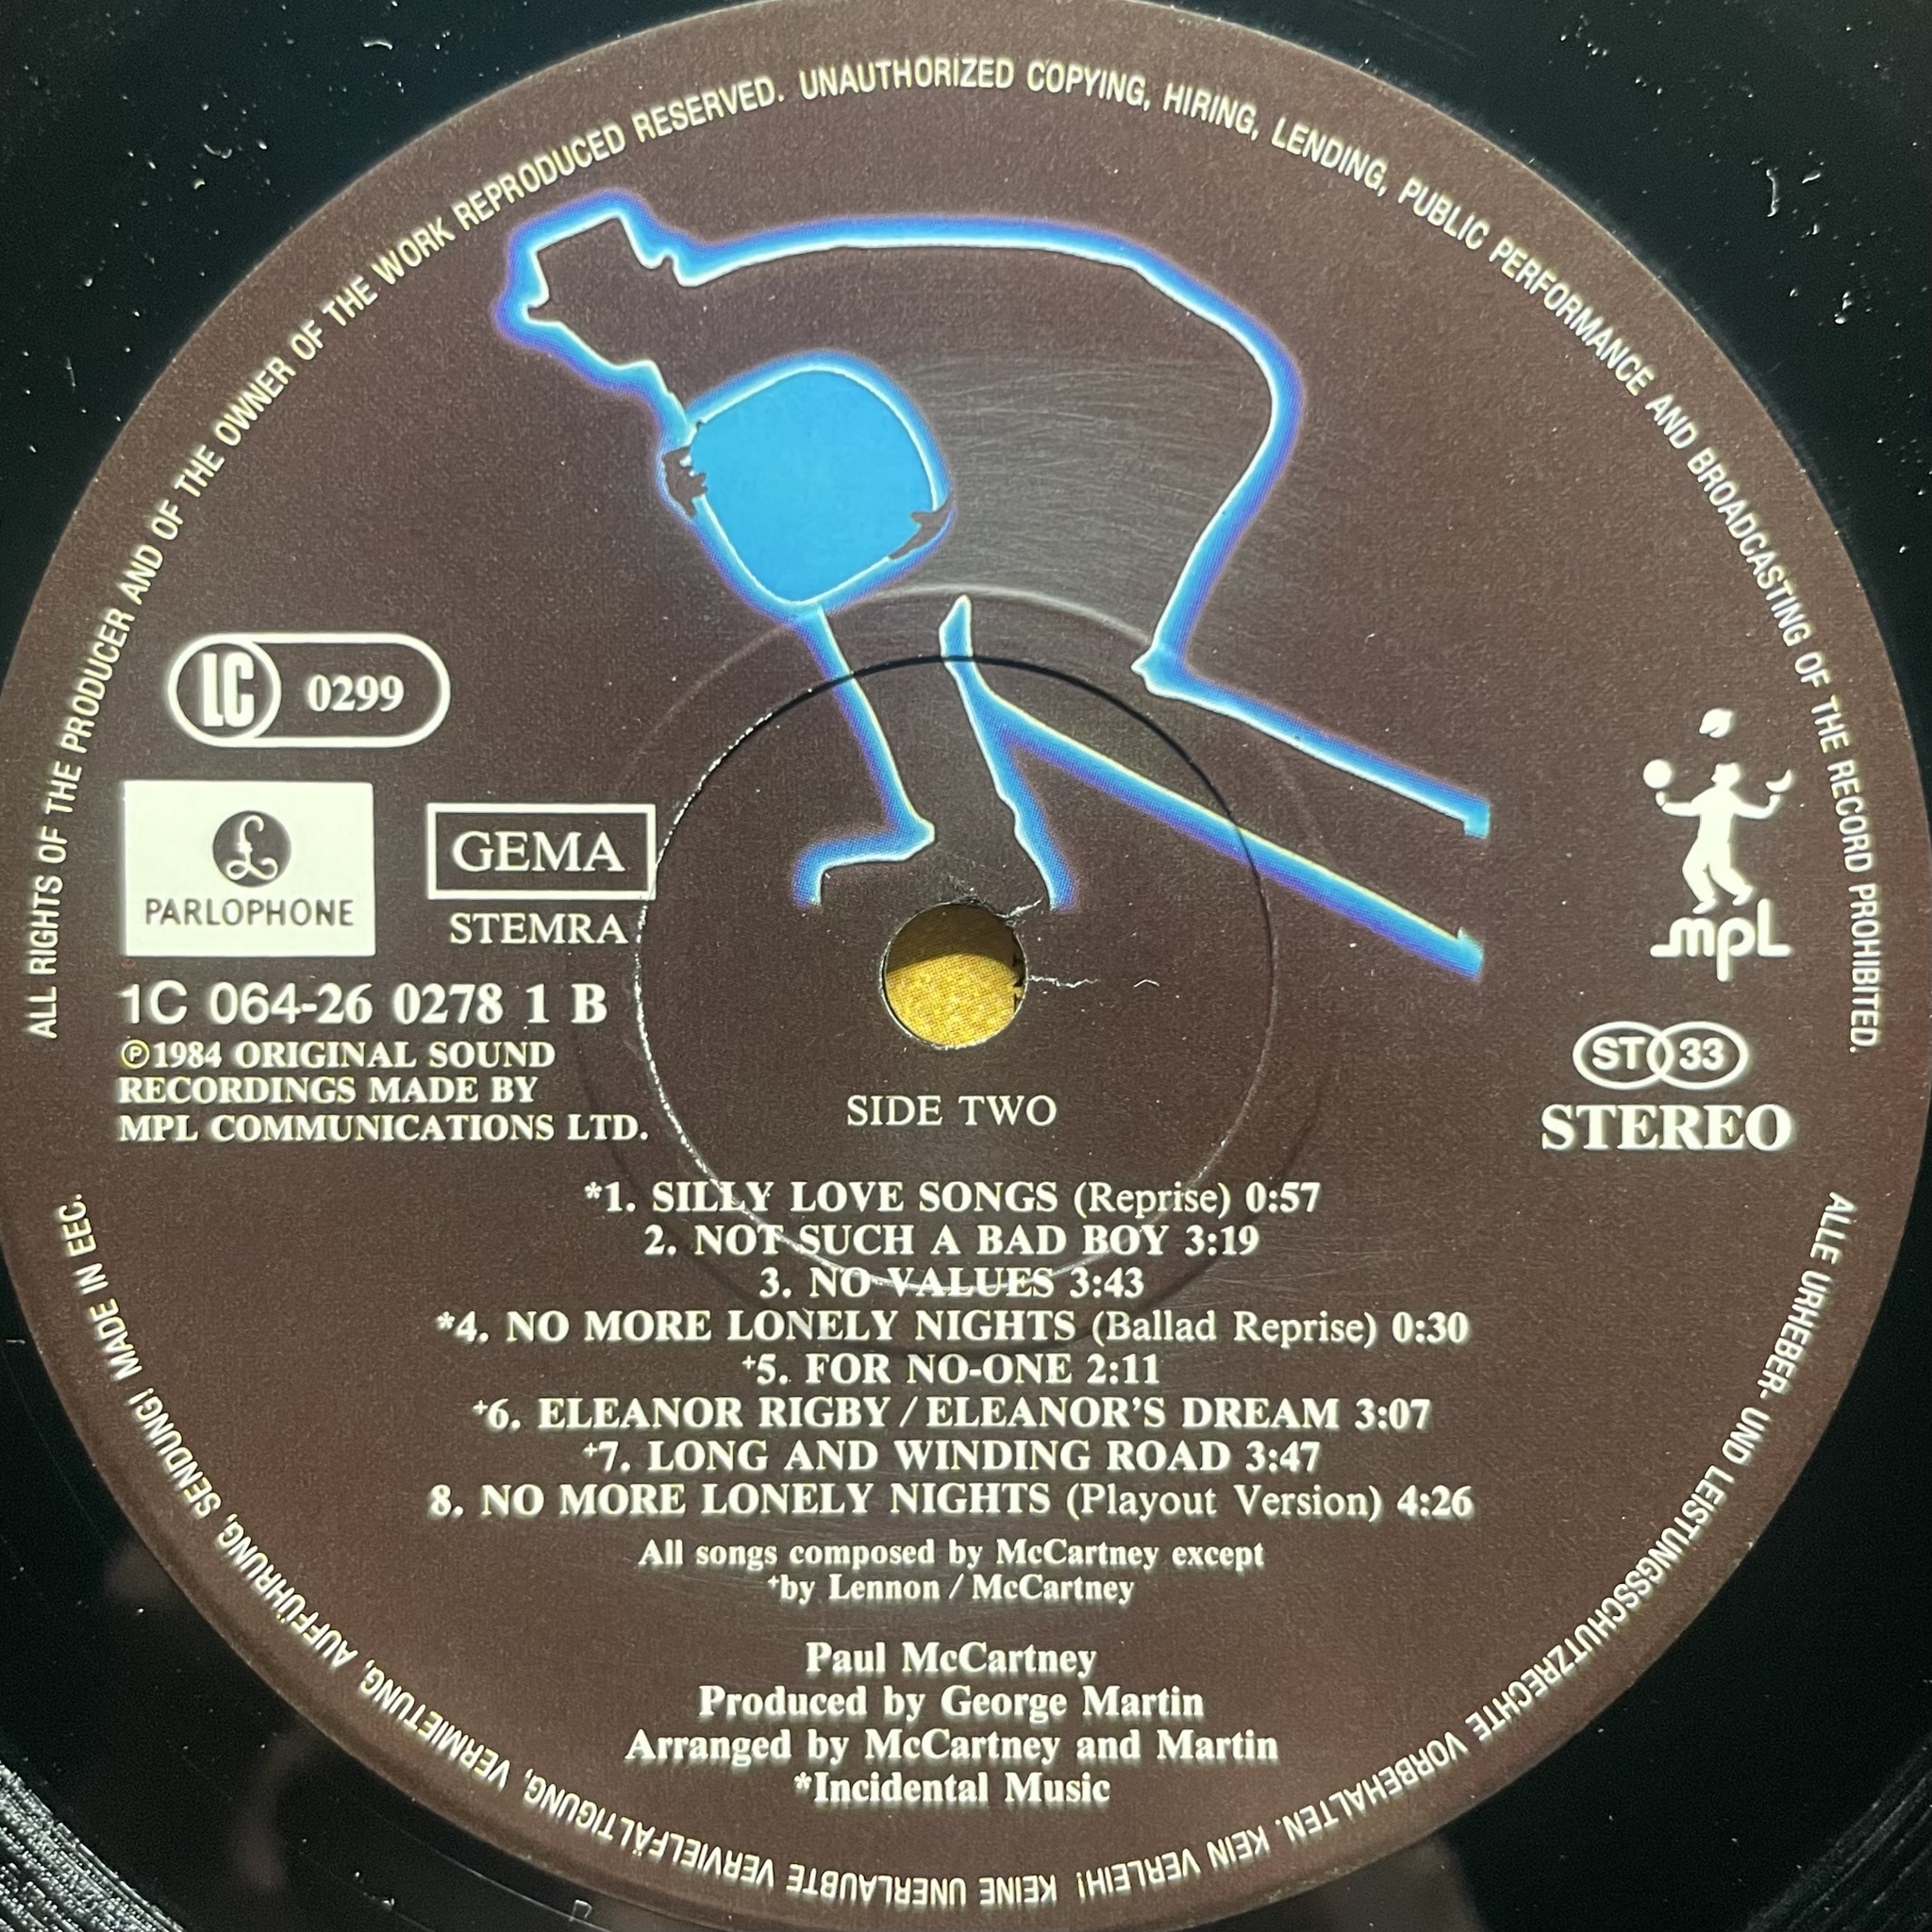 ALL RIGHTS OF THE PRODUCER AND OF THE OWNER OF THE WORK REPRODUCED RESERVED. UNAUTHORIZED COPYING, HIRING, LENDING, PUBLIC PERFORMANCE AND BROADCASTING OF THE RECORD PROHIBITED.
LC 0299
£
PARLOPHONE
GEMA
STEMRA
mpL
1C 064-26 0278 1 B
℗1984 ORIGINAL SOUND
RECORDINGS MADE BY
MPL COMMUNICATIONS LTD.
ST 33
STEREO
SIDE TWO
*1. SILLY LOVE SONGS (Reprise) 0:57
2. NOT SUCH A BAD BOY 3:19
3. NO VALUES 3:43
*4. NO MORE LONELY NIGHTS (Ballad Reprise) 0:30
+5. FOR NO-ONE 2:11
+6. ELEANOR RIGBY / ELEANOR'S DREAM 3:07
+7. LONG AND WINDING ROAD 3:47
8. NO MORE LONELY NIGHTS (Playout Version) 4:26
All songs composed by McCartney except
+by Lennon / McCartney
Paul McCartney
Produced by George Martin
Arranged by McCartney and Martin
*Incidental Music
ALLE URHEBER- UND LEISTUNGSSCHUTZRECHTE VORBEHALTEN. KEIN VERLEIH! KEINE UNERLAUBTE VERVIELFÄLTIGUNG, VERMIETUNG, AUFFÜHRUNG, SENDUNG! MADE IN EEC.